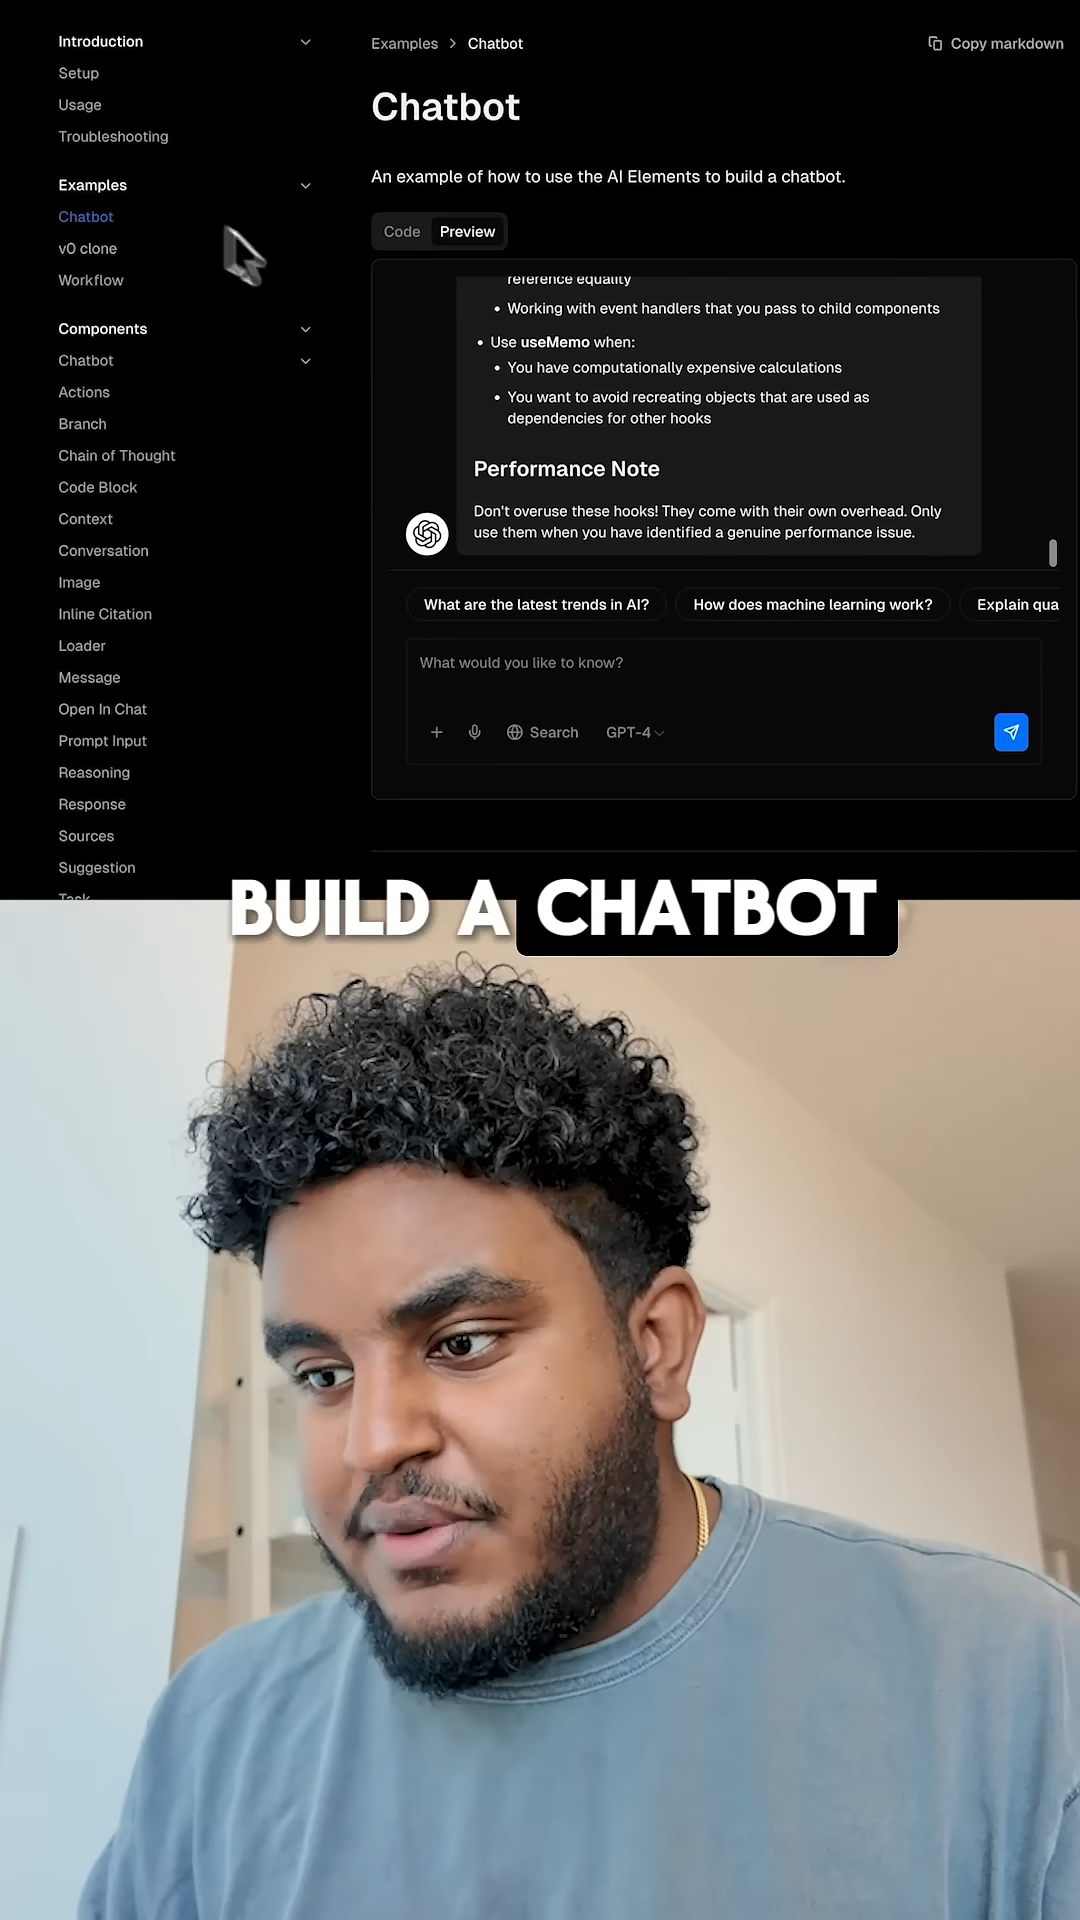 Introduction
Setup
Usage
Troubleshooting
Examples
Chatbot
v0 clone
Workflow
Components
Chatbot
Actions
Branch
Chain of Thought
Code Block
Context
Conversation
Image
Inline Citation
Loader
Message
Open In Chat
Prompt Input
Reasoning
Response
Sources
Suggestion
Task
Examples > Chatbot
Copy markdown
Chatbot
An example of how to use the AI Elements to build a chatbot.
Code Preview
reference equality
• Working with event handlers that you pass to child components
• Use useMemo when:
• You have computationally expensive calculations
• You want to avoid recreating objects that are used as
dependencies for other hooks
Performance Note
Don't overuse these hooks! They come with their own overhead. Only
use them when you have identified a genuine performance issue.
What are the latest trends in AI? How does machine learning work? Explain qua
What would you like to know?
Search GPT-4
BUILD A CHATBOT